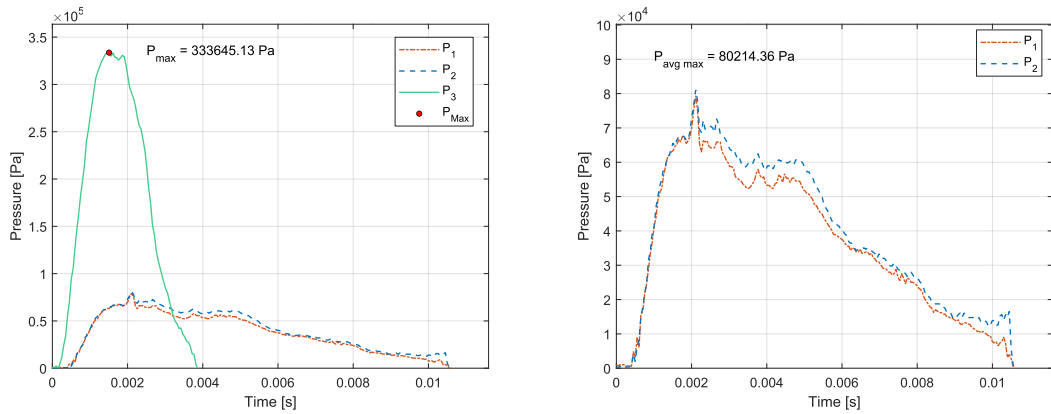 ×10^5
P_max = 333645.13 Pa
P_1
P_2
P_3
P_Max
3.5
3
2.5
2
1.5
1
0.5
0
0 0.002 0.004 0.006 0.008 0.01
Pressure [Pa]
Time [s]
×10^4
P_avg max = 80214.36 Pa
P_1
P_2
10
9
8
7
6
5
4
3
2
1
0
0 0.002 0.004 0.006 0.008 0.01
Pressure [Pa]
Time [s]